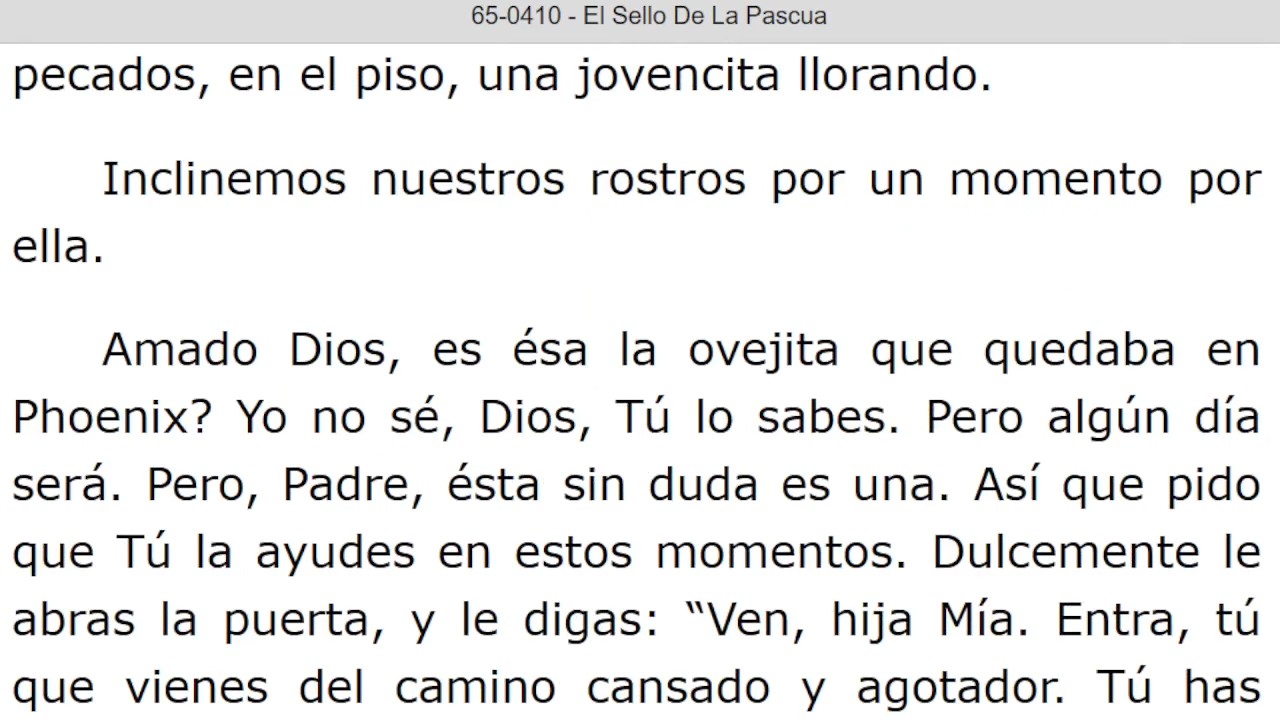 65-0410 - El Sello De La Pascua
pecados, en el piso, una jovencita llorando.
Inclinemos nuestros rostros por un momento por
ella.
Amado Dios, es ésa la ovejita que quedaba en
Phoenix? Yo no sé, Dios, Tú lo sabes. Pero algún día
será. Pero, Padre, ésta sin duda es una. Así que pido
que Tú la ayudes en estos momentos. Dulcemente le
abras la puerta, y le digas: “Ven, hija Mía. Entra, tú
que vienes del camino cansado y agotador. Tú has